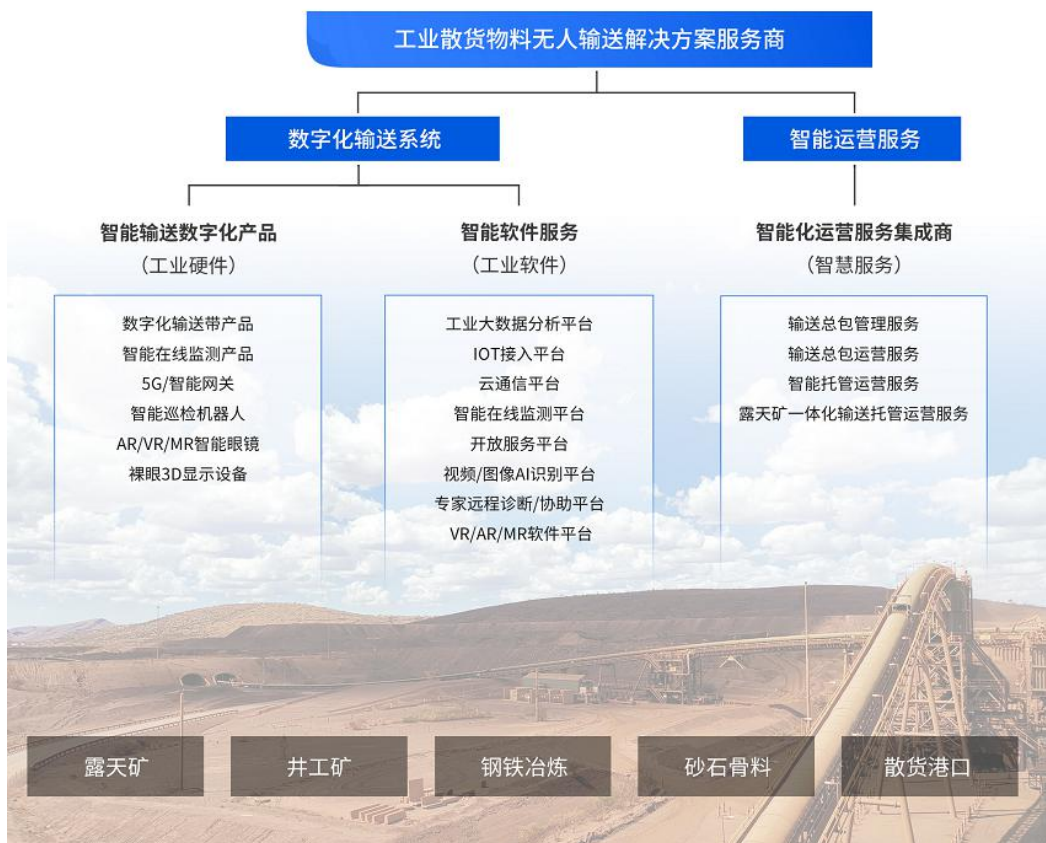 工业散货物料无人输送解决方案服务商
数字化输送系统
智能运营服务
智能输送数字化产品
（工业硬件）
智能软件服务
（工业软件）
智能化运营服务集成商
（智慧服务）
数字化输送带产品
智能在线监测产品
5G/智能网关
智能巡检机器人
AR/VR/MR智能眼镜
裸眼3D显示设备
工业大数据分析平台
IOT接入平台
云通信平台
智能在线监测平台
开放服务平台
视频/图像AI识别平台
专家远程诊断/协助平台
VR/AR/MR软件平台
输送总包管理服务
输送总包运营服务
智能托管运营服务
露天矿一体化输送托管运营服务
露天矿
井工矿
钢铁冶炼
砂石骨料
散货港口